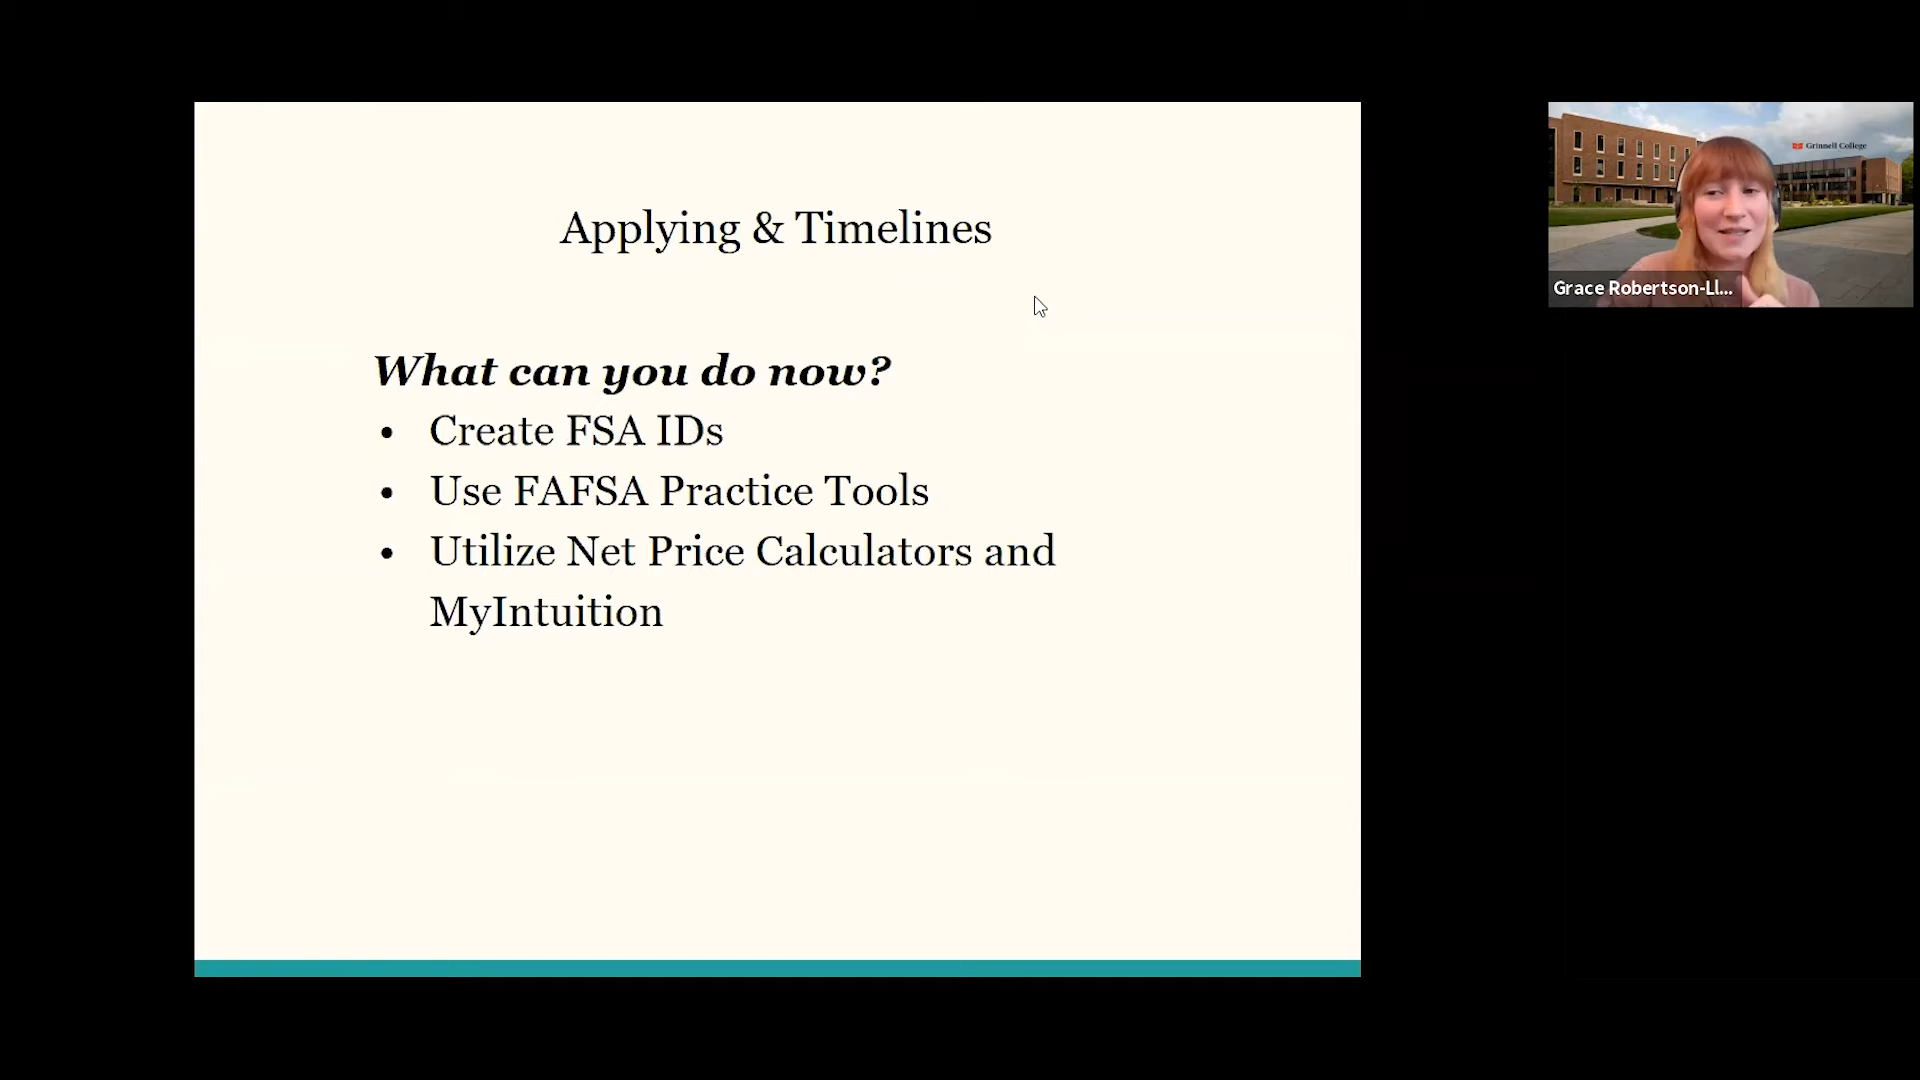 Applying & Timelines
What can you do now?
• Create FSA IDs
• Use FAFSA Practice Tools
• Utilize Net Price Calculators and
MyIntuition
Grinnell College
Grace Robertson-Ll...